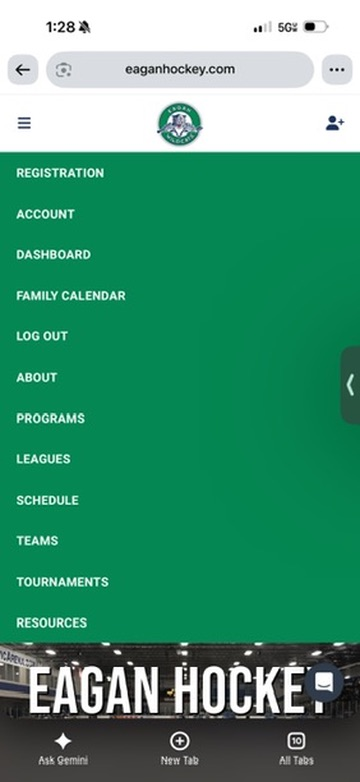 1:28
5G
eaganhockey.com
EAGAN
WILDCATS
REGISTRATION
ACCOUNT
DASHBOARD
FAMILY CALENDAR
LOG OUT
ABOUT
PROGRAMS
LEAGUES
SCHEDULE
TEAMS
TOURNAMENTS
RESOURCES
EAGAN HOCKEY
10
Ask Gemini
New Tab
All Tabs